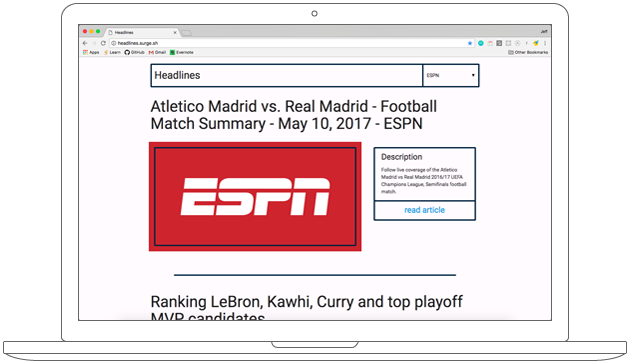 Headlines
Jeff
headlines.surge.sh
Apps Learn GitHub Gmail Evernote Other Bookmarks
Headlines
ESPN
Atletico Madrid vs. Real Madrid - Football
Match Summary - May 10, 2017 - ESPN
ESPN
Description
Follow live coverage of the Atletico
Madrid vs Real Madrid 2016/17 UEFA
Champions League, Semifinals football
match.
read article
Ranking LeBron, Kawhi, Curry and top playoff
MVP candidates